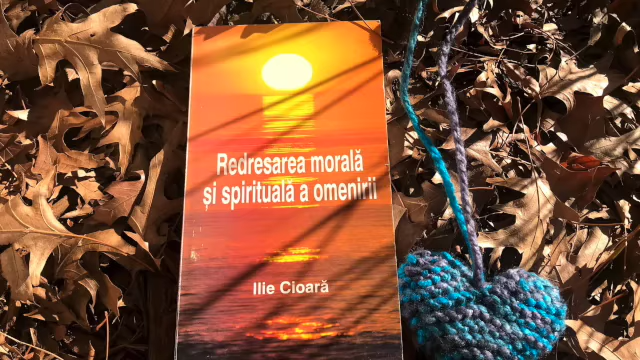 Redresarea morală
și spirituală a omenirii
Ilie Cioară